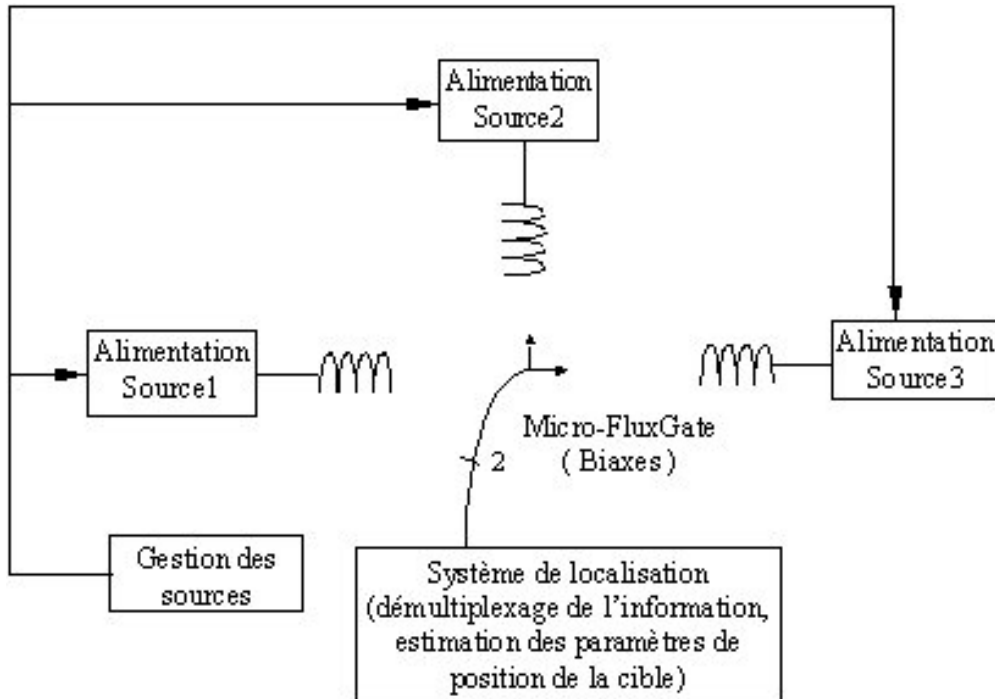 Alimentation
Source2
Alimentation
Source1
Alimentation
Source3
Micro-FluxGate
( Biaxes )
2
Gestion des
sources
Système de localisation
(démultiplexage de l'information,
estimation des paramètres de
position de la cible)